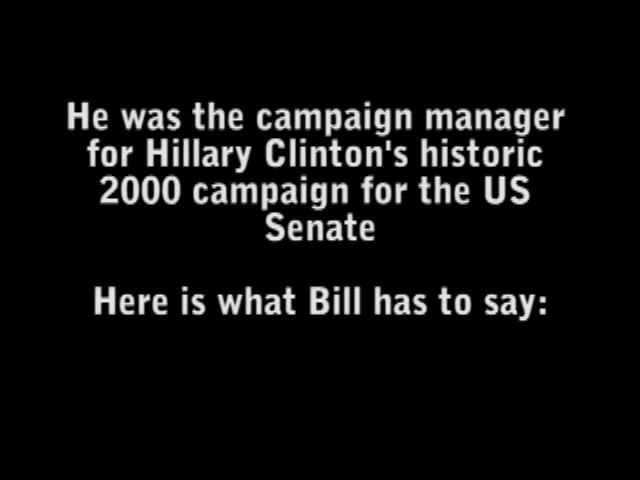 He was the campaign manager
for Hillary Clinton's historic
2000 campaign for the US
Senate
Here is what Bill has to say: